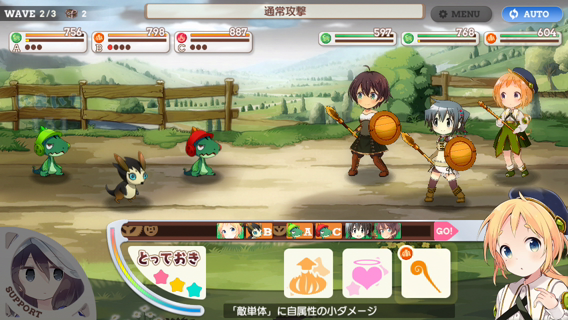 WAVE 2/3 2
通常攻撃
MENU
AUTO
756
798
887
A
B
C
597
768
604
B A C GO!
とっておき
SUPPORT
「敵単体」に自属性の小ダメージ